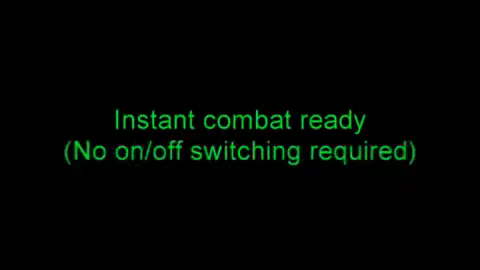 Instant combat ready
(No on/off switching required)